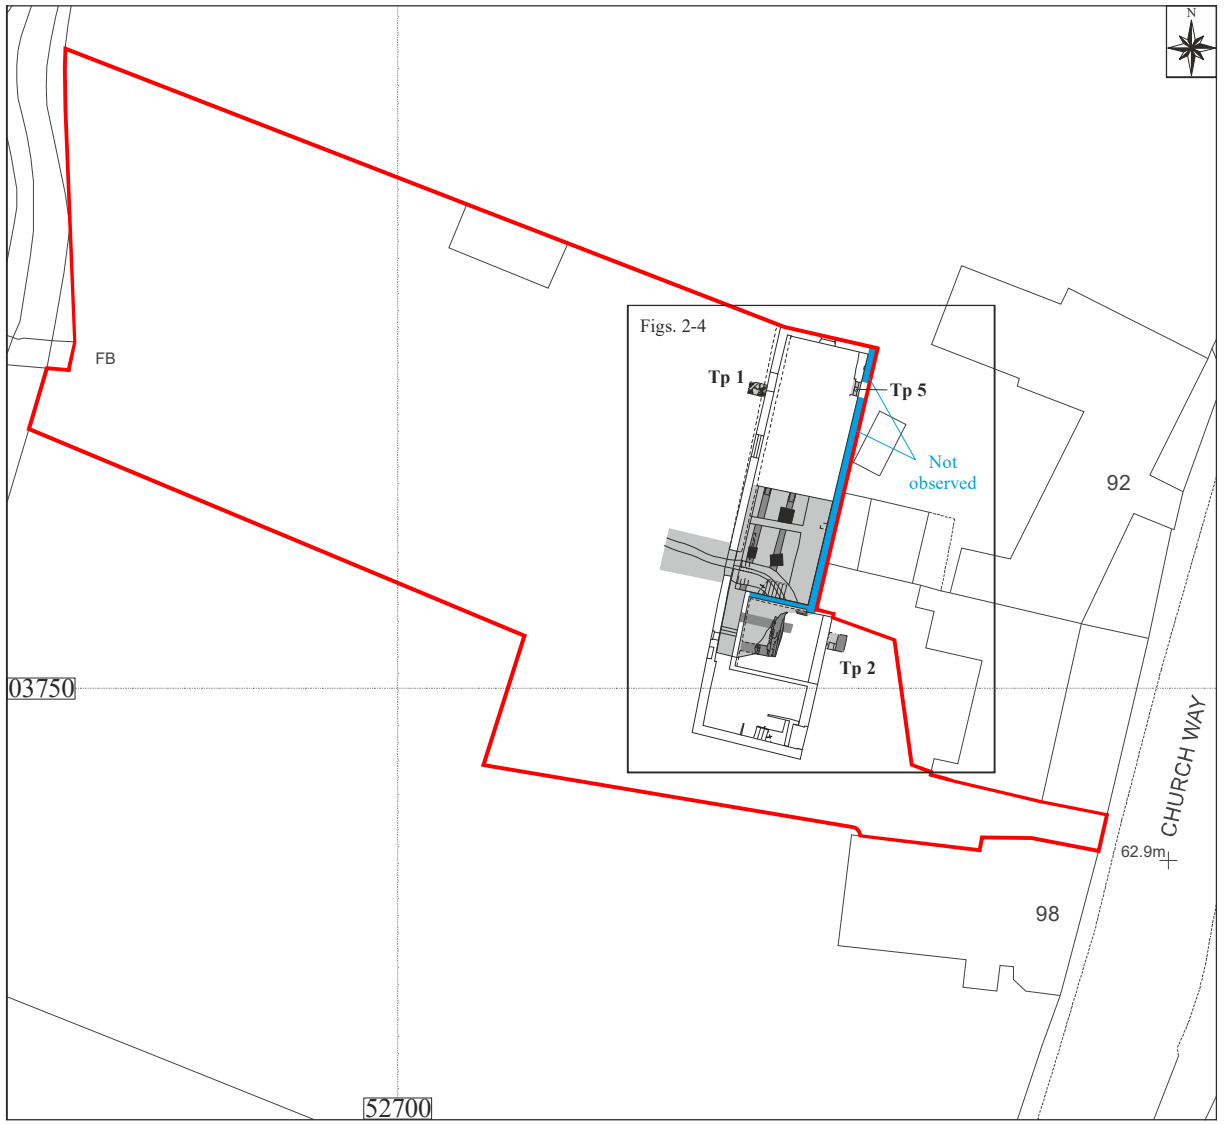 N
Figs. 2-4
FB
Tp 1
Tp 5
Not
observed
92
Tp 2
03750
CHURCH WAY
62.9m
98
52700